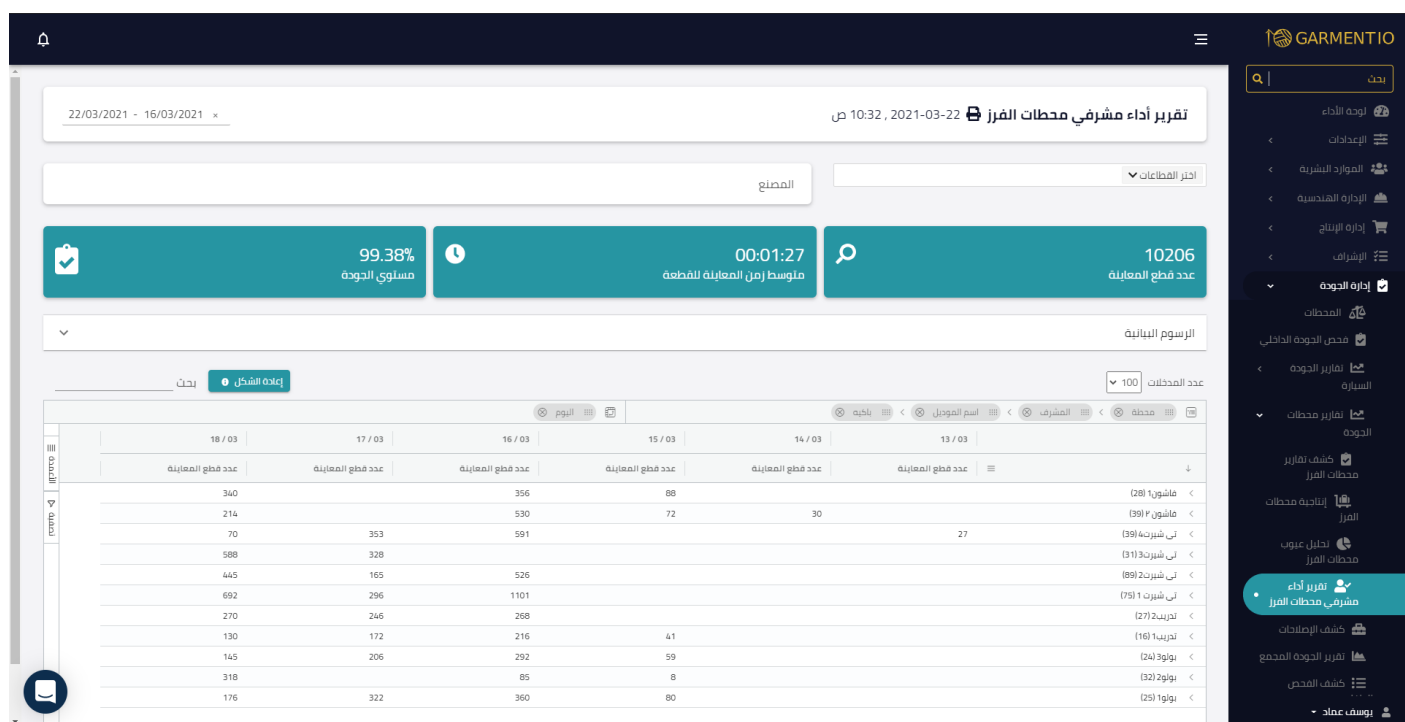 GARMENTIO
بحث
لوحة الأداء
الإعدادات
الموارد البشرية
الإدارة الهندسية
إدارة الإنتاج
الإشراف
إدارة الجودة
المحطات
فحص الجودة الداخلي
تقارير الجودة
السيارة
تقارير محطات
الجودة
كشف تقارير
محطات الفرز
إنتاجية محطات
الفرز
تحليل عيوب
محطات الفرز
تقرير أداء
مشرفي محطات الفرز
كشف الإصلاحات
تقرير الجودة المجمع
كشف الفحص
يوسف عماد
تقرير أداء مشرفي محطات الفرز 22-03-2021 , 10:32 ص
× 16/03/2021 - 22/03/2021
اختر القطاعات
المصنع
10206
عدد قطع المعاينة
00:01:27
متوسط زمن المعاينة للقطعة
99.38%
مستوي الجودة
الرسوم البيانية
عدد المدخلات 100
إعادة الشكل
بحث
محطة > المشرف > اسم الموديل > باكيه
اليوم
13 / 03 14 / 03 15 / 03 16 / 03 17 / 03 18 / 03
عدد قطع المعاينة عدد قطع المعاينة عدد قطع المعاينة عدد قطع المعاينة عدد قطع المعاينة عدد قطع المعاينة
فاشون1 (28) 88 356 340
فاشون ٢ (39) 30 72 530 214
تى شيرت4 (39) 27 591 353 70
تى شيرت3 (31) 328 588
تى شيرت2 (89) 526 165 445
تى شيرت 1 (75) 1101 296 692
تدريب2 (27) 268 246 270
تدريب1 (16) 41 216 172 130
بولو3 (24) 59 292 206 145
بولو2 (32) 8 85 318
بولو1 (25) 80 360 322 176